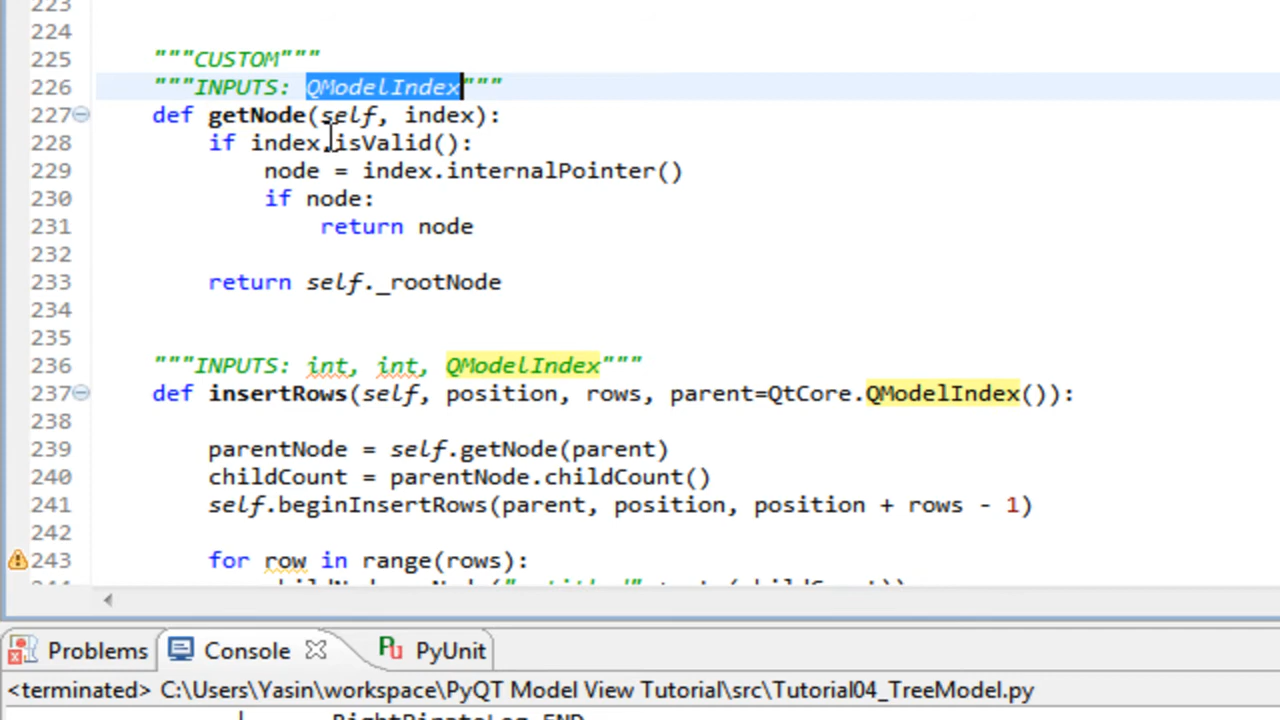 223
224
225 """CUSTOM"""
226 """INPUTS: QModelIndex"""
227 def getNode(self, index):
228 if index.isValid():
229 node = index.internalPointer()
230 if node:
231 return node
232
233 return self._rootNode
234
235
236 """INPUTS: int, int, QModelIndex"""
237 def insertRows(self, position, rows, parent=QtCore.QModelIndex()):
238
239 parentNode = self.getNode(parent)
240 childCount = parentNode.childCount()
241 self.beginInsertRows(parent, position, position + rows - 1)
242
243 for row in range(rows):
Problems Console PyUnit
<terminated> C:\Users\Yasin\workspace\PyQT Model View Tutorial\src\Tutorial04_TreeModel.py